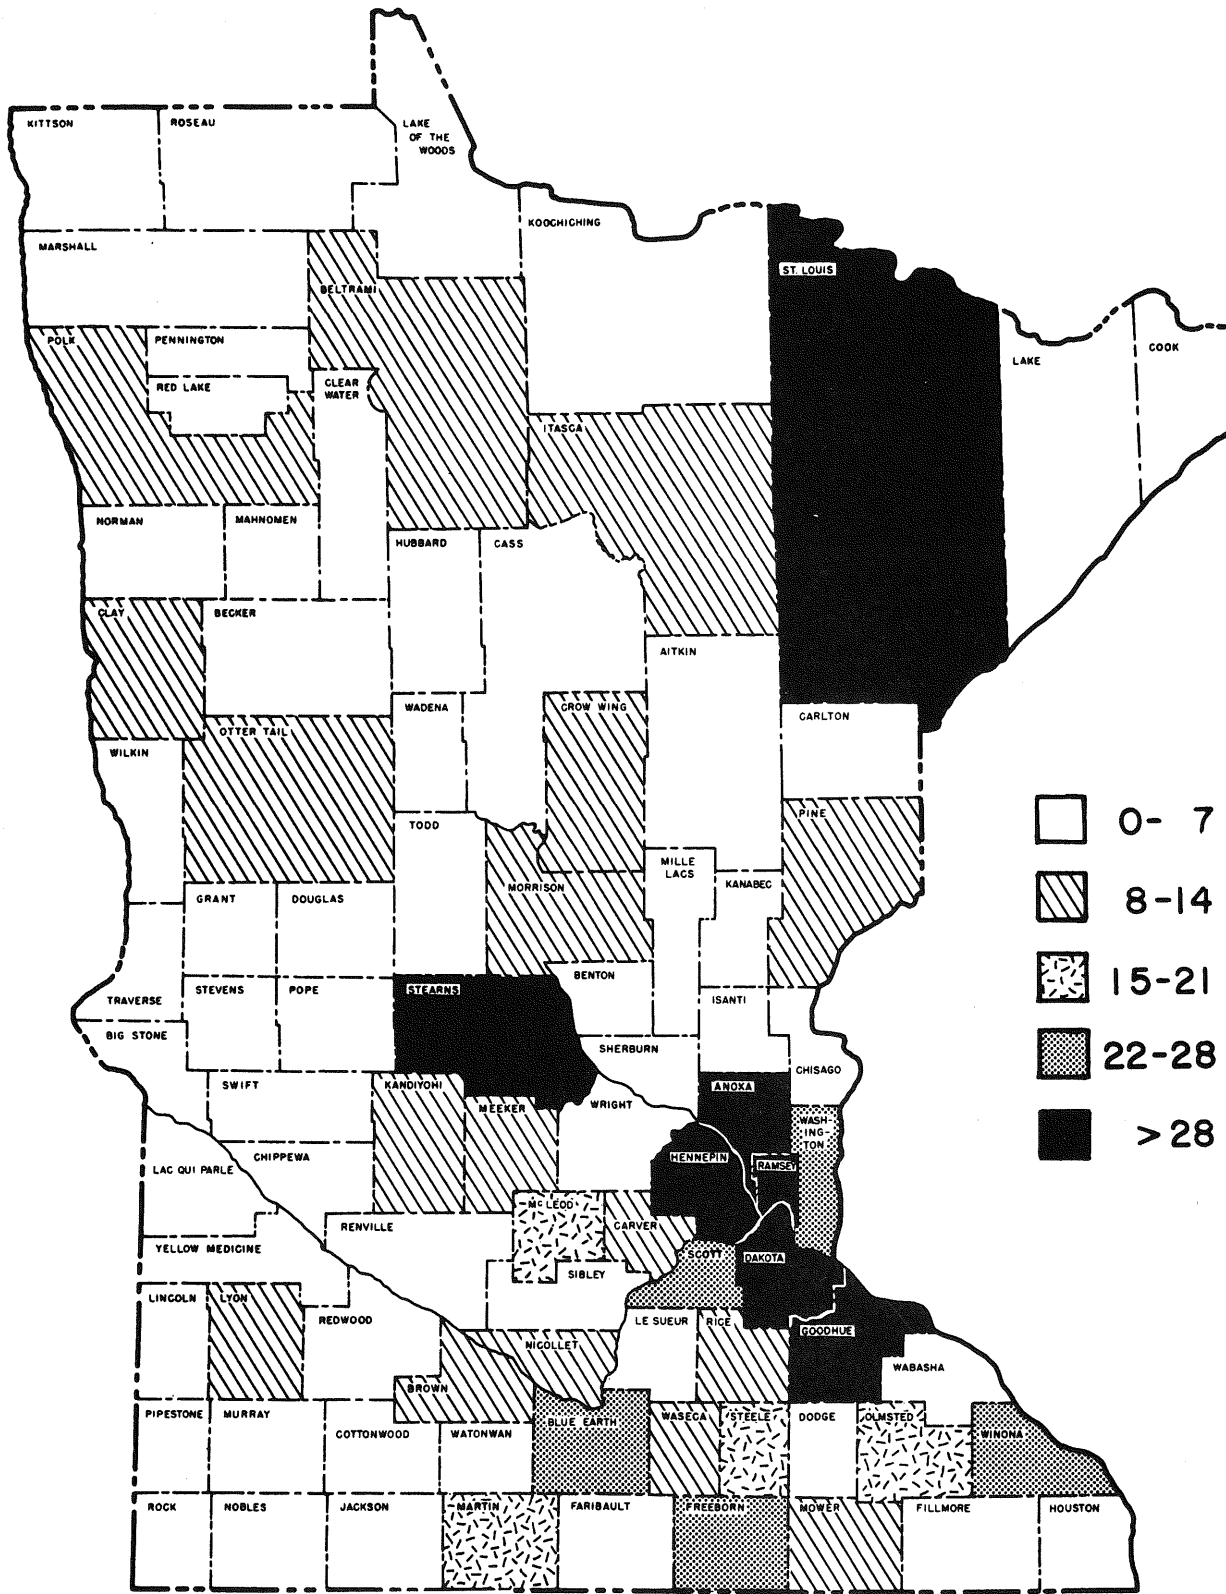 KITTSON
ROSEAU
LAKE
OF THE
WOODS
KOOCHICHING
MARSHALL
BELTRAMI
ST. LOUIS
POLK
PENNINGTON
RED LAKE
CLEAR
WATER
LAKE
COOK
ITASCA
NORMAN
MAHNOMEN
HUBBARD
CASS
CLAY
BECKER
AITKIN
WADENA
CROW WING
CARLTON
OTTER TAIL
WILKIN
TODD
PINE
MORRISON
MILLE
LACS
KANABEC
GRANT
DOUGLAS
BENTON
STEARNS
STEVENS
POPE
TRAVERSE
ISANTI
BIG STONE
SHERBURN
CHISAGO
SWIFT
KANDIYOHI
MEEKER
WRIGHT
ANOKA
WASH-
ING-
TON
LAC QUI PARLE
CHIPPEWA
HENNEPIN
RAMSEY
MC LEOD
RENVILLE
CARVER
YELLOW MEDICINE
SCOTT
DAKOTA
SIBLEY
LINCOLN
LYON
REDWOOD
LE SUEUR
RICE
GOODHUE
NICOLLET
WABASHA
BROWN
PIPESTONE
MURRAY
COTTONWOOD
WATONWAN
BLUE EARTH
WASECA
STEELE
DODGE
OLMSTED
WINONA
ROCK
NOBLES
JACKSON
MARTIN
FARIBAULT
FREEBORN
MOWER
FILLMORE
HOUSTON
0- 7
8-14
15-21
22-28
>28